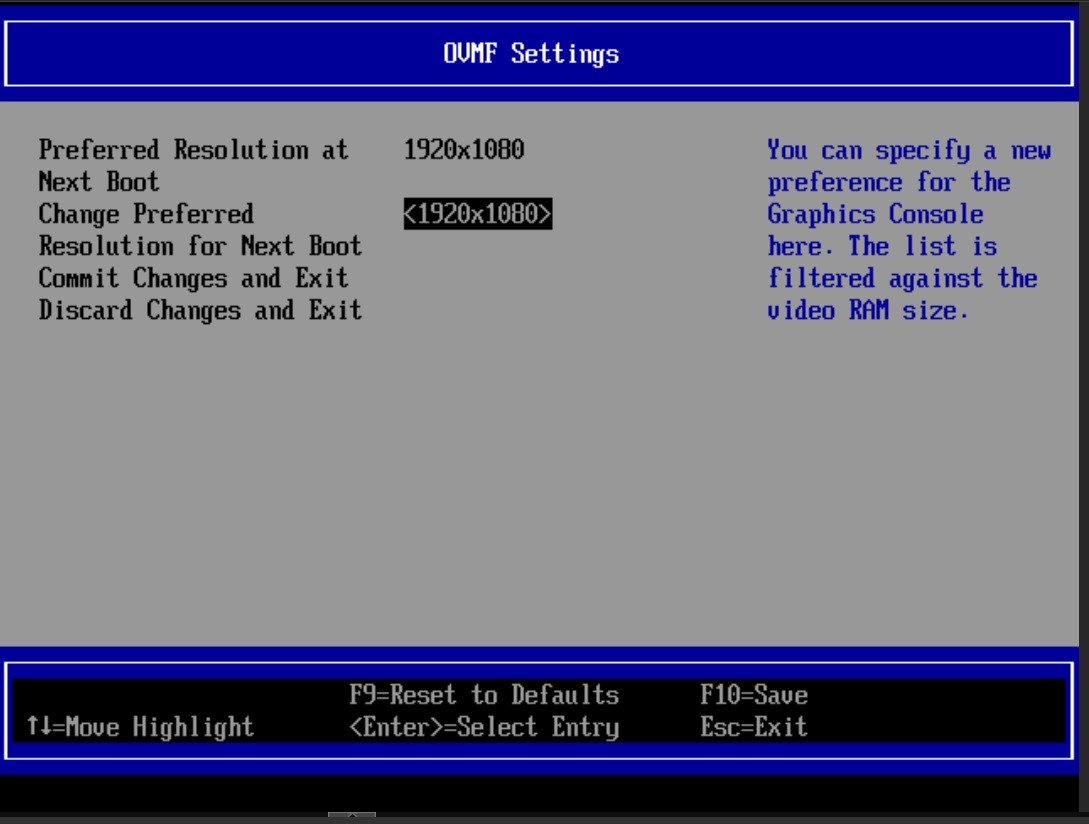 OVMF Settings
Preferred Resolution at 1920x1080
Next Boot
Change Preferred <1920x1080>
Resolution for Next Boot
Commit Changes and Exit
Discard Changes and Exit
You can specify a new
preference for the
Graphics Console
here. The list is
filtered against the
video RAM size.
F9=Reset to Defaults F10=Save
↑↓=Move Highlight <Enter>=Select Entry Esc=Exit